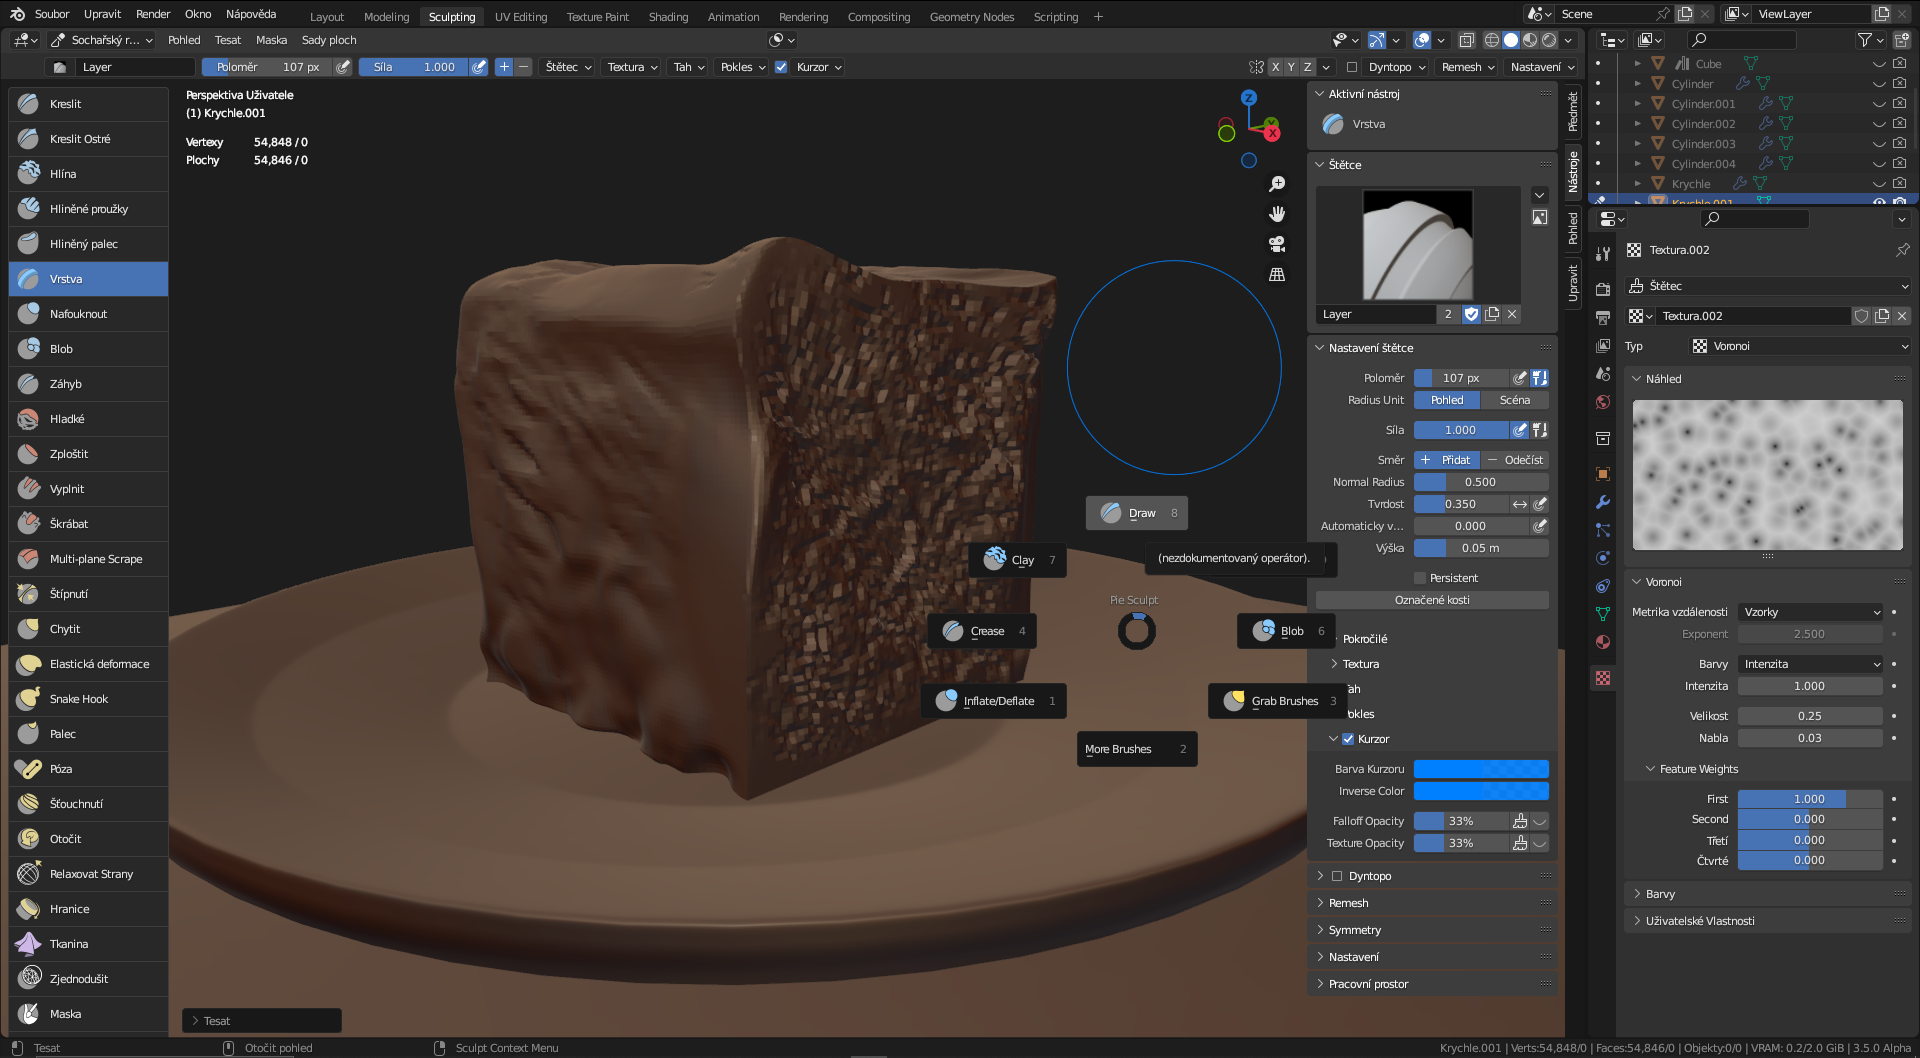 Soubor Upravit Render Okno Nápověda Layout Modeling Sculpting UV Editing Texture Paint Shading Animation Rendering Compositing Geometry Nodes Scripting + Scene ViewLayer
Sochařský r... Pohled Tesat Maska Sady ploch
Layer Poloměr 107 px Síla 1.000 + − Štětec Textura Tah Pokles Kurzor X Y Z Dyntopo Remesh Nastavení
Kreslit
Kreslit Ostré
Hlína
Hliněné proužky
Hliněný palec
Vrstva
Nafouknout
Blob
Záhyb
Hladké
Zploštit
Vyplnit
Škrábat
Multi-plane Scrape
Štípnutí
Chytit
Elastická deformace
Snake Hook
Palec
Póza
Šťouchnutí
Otočit
Relaxovat Strany
Hranice
Tkanina
Zjednodušit
Maska
Perspektiva Uživatele
(1) Krychle.001
Vertexy 54,848 / 0
Plochy 54,846 / 0
Z
Y
X
Draw 8
Clay 7
(nezdokumentovaný operátor).
Pie Sculpt
Crease 4
Blob 6
Inflate/Deflate 1
Grab Brushes 3
More Brushes 2
Tesat
Aktivní nástroj
Vrstva
Štětce
Layer 2
Nastavení štětce
Poloměr 107 px
Radius Unit Pohled Scéna
Síla 1.000
Směr + Přidat − Odečíst
Normal Radius 0.500
Tvrdost 0.350
Automaticky v... 0.000
Výška 0.05 m
Persistent
Označené kosti
Pokročilé
Textura
Tah
okles
Kurzor
Barva Kurzoru
Inverse Color
Falloff Opacity 33%
Texture Opacity 33%
Dyntopo
Remesh
Symmetry
Nastavení
Pracovní prostor
Předmět
Nástroje
Pohled
Upravit
Cube
Cylinder
Cylinder.001
Cylinder.002
Cylinder.003
Cylinder.004
Krychle
Krychle.001
Textura.002
Štětec
Textura.002
Typ Voronoi
Náhled
Voronoi
Metrika vzdálenosti Vzorky
Exponent 2.500
Barvy Intenzita
Intenzita 1.000
Velikost 0.25
Nabla 0.03
Feature Weights
First 1.000
Second 0.000
Třetí 0.000
Čtvrté 0.000
Barvy
Uživatelské Vlastnosti
Tesat Otočit pohled Sculpt Context Menu Krychle.001 | Verts:54,848/0 | Faces:54,846/0 | Objekty:0/0 | VRAM: 0.2/2.0 GiB | 3.5.0 Alpha